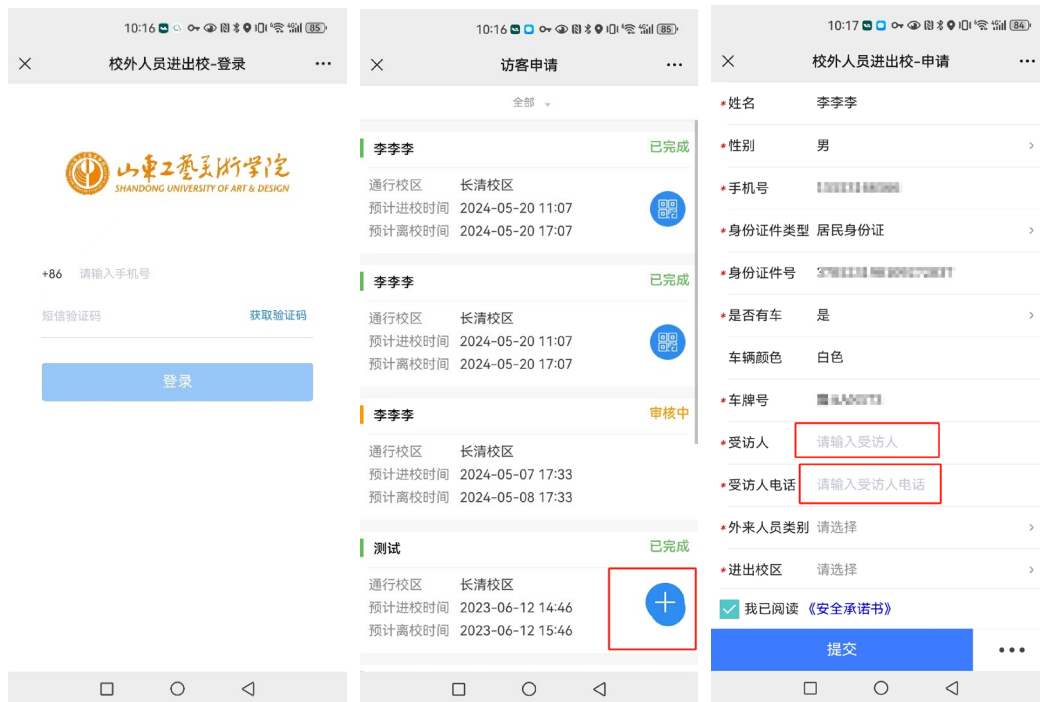 10:16 85
校外人员进出校-登录
山東工藝美術学院
SHANDONG UNIVERSITY OF ART & DESIGN
+86 请输入手机号
短信验证码 获取验证码
登录
10:16 85
访客申请
全部
李李李 已完成
通行校区 长清校区
预计进校时间 2024-05-20 11:07
预计离校时间 2024-05-20 17:07
李李李 已完成
通行校区 长清校区
预计进校时间 2024-05-20 11:07
预计离校时间 2024-05-20 17:07
李李李 审核中
通行校区 长清校区
预计进校时间 2024-05-07 17:33
预计离校时间 2024-05-08 17:33
测试 已完成
通行校区 长清校区
预计进校时间 2023-06-12 14:46
预计离校时间 2023-06-12 15:46
10:17 84
校外人员进出校-申请
*姓名 李李李
*性别 男
*手机号
*身份证件类型 居民身份证
*身份证件号
*是否有车 是
车辆颜色 白色
*车牌号
*受访人 请输入受访人
*受访人电话 请输入受访人电话
*外来人员类别 请选择
*进出校区 请选择
我已阅读《安全承诺书》
提交